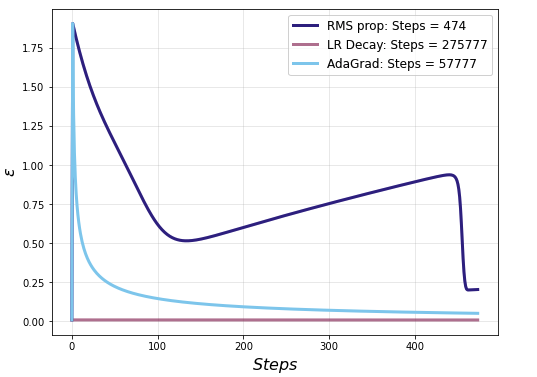 RMS prop: Steps = 474
LR Decay: Steps = 275777
AdaGrad: Steps = 57777
1.75
1.50
1.25
1.00
0.75
0.50
0.25
0.00
ε
0 100 200 300 400
Steps